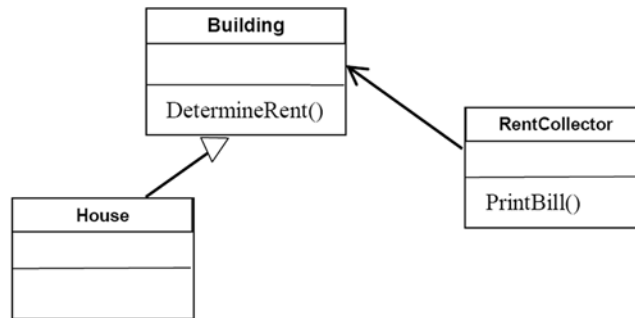 Building
DetermineRent()
RentCollector
PrintBill()
House